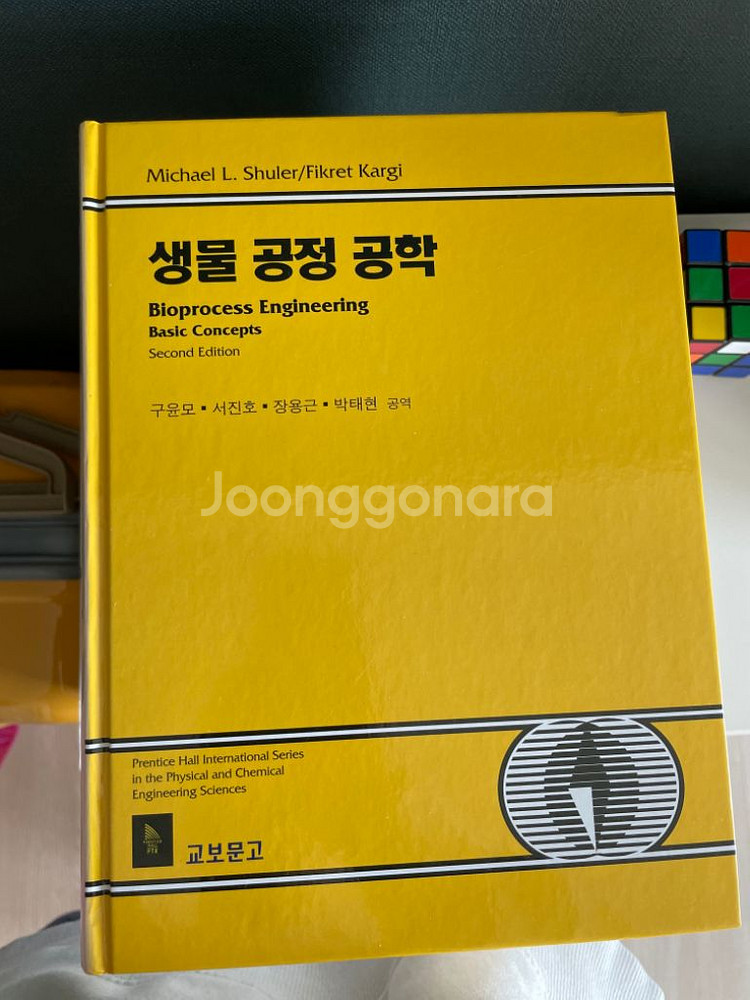 Michael L. Shuler/Fikret Kargi
생물 공정 공학
Bioprocess Engineering
Basic Concepts
Second Edition
구윤모 ▪ 서진호 ▪ 장용근 ▪ 박태현 공역
Joonggonara
Prentice Hall International Series
in the Physical and Chemical
Engineering Sciences
PTR
교보문고